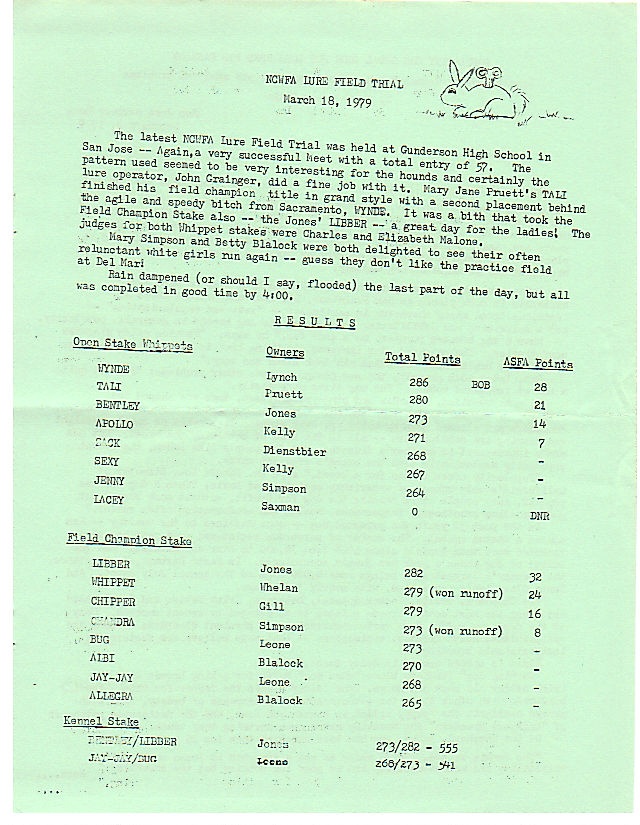 NCWFA LURE FIELD TRIAL
March 18, 1979
The latest NCWFA Lure Field Trial was held at Gunderson High School in
San Jose -- Again,a very successful meet with a total entry of 57. The
pattern used seemed to be very interesting for the hounds and certainly the
lure operator, John Grainger, did a fine job with it. Mary Jane Pruett's TALI
finished his field champion title in grand style with a second placement behind
the agile and speedy bitch from Sacramento, WYNDE. It was a bith that took the
Field Champion Stake also -- the Jones' LIBBER -- a great day for the ladies! The
judges for both Whippet stakes were Charles and Elizabeth Malone.
Mary Simpson and Betty Blalock were both delighted to see their often
relunctant white girls run again -- guess they don't like the practice field
at Del Mar!
Rain dampened (or should I say, flooded) the last part of the day, but all
was completed in good time by 4:00.
RESULTS
Open Stake Whippets Owners Total Points ASFA Points
WYNDE Lynch 286 BOB 28
TALI Pruett 280 21
BENTLEY Jones 273 14
APOLLO Kelly 271 7
SACK Dienstbier 268 -
SEXY Kelly 267 -
JENNY Simpson 264 -
LACEY Saxman 0 DNR
Field Champion Stake
LIBBER Jones 282 32
WHIPPET Whelan 279 (won runoff) 24
CHIPPER Gill 279 16
CHANDRA Simpson 273 (won runoff) 8
BUG Leone 273 -
ALBI Blalock 270 -
JAY-JAY Leone 268 -
ALLEGRA Blalock 265 -
Kennel Stake
BENTLEY/LIBBER Jones 273/282 - 555
JAY-JAY/BUG Leone 268/273 - 541